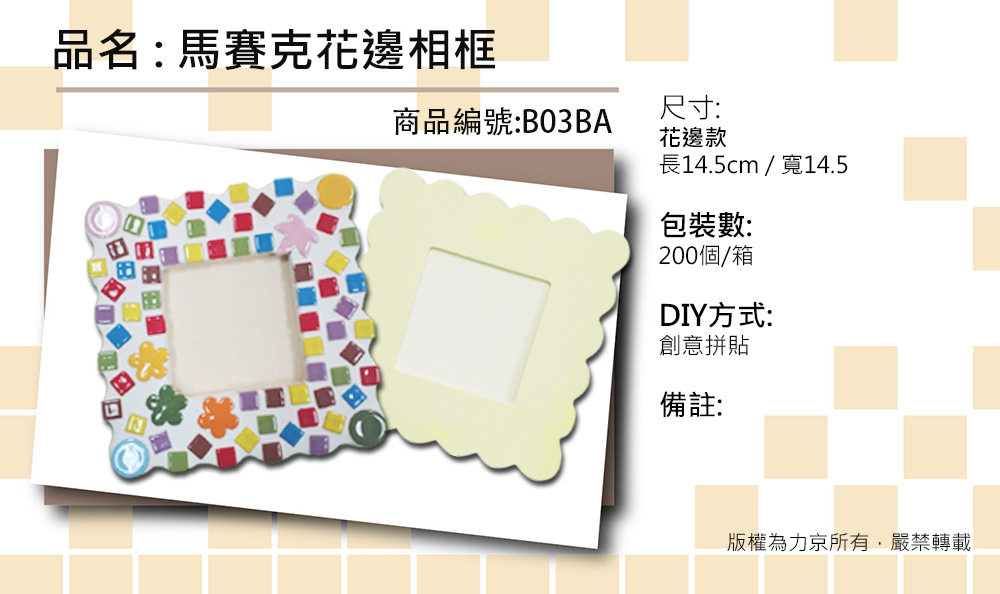 品名 : 馬賽克花邊相框
商品編號:B03BA
尺寸:
花邊款
長14.5cm / 寬14.5
包裝數:
200個/箱
DIY方式:
創意拼貼
備註:
版權為力京所有，嚴禁轉載